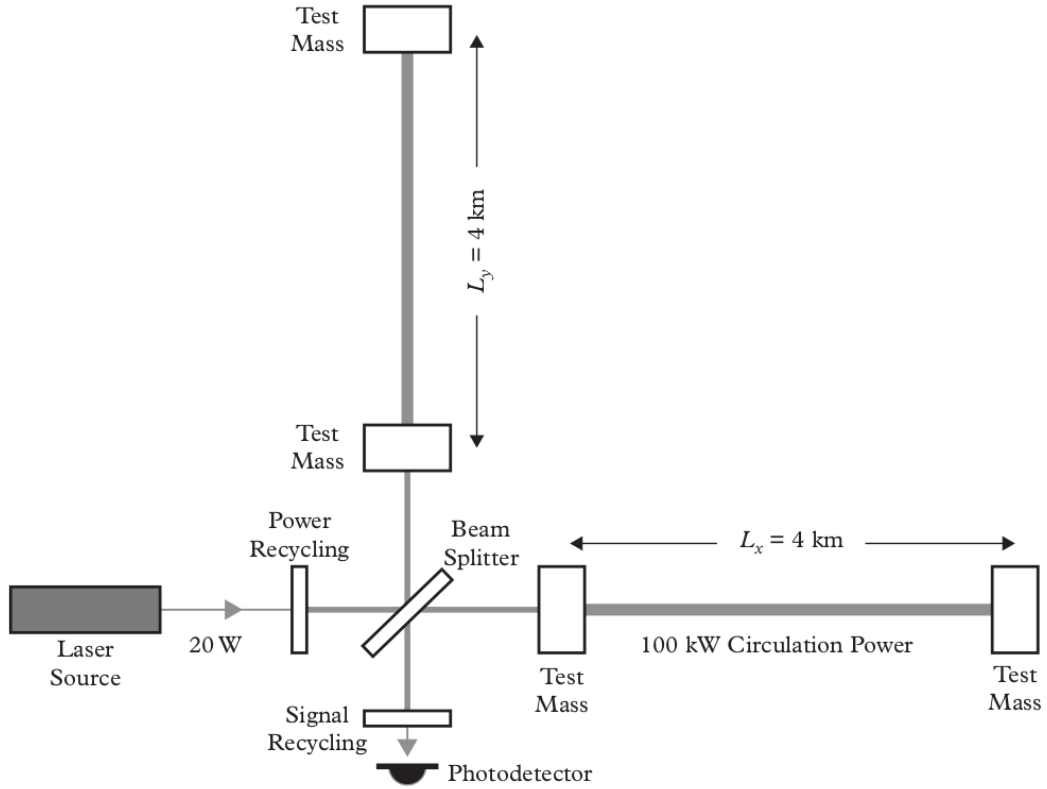 Test
Mass
L_y = 4 km
Test
Mass
Power
Recycling
Beam
Splitter
L_x = 4 km
Laser
Source
20 W
100 kW Circulation Power
Test
Mass
Test
Mass
Signal
Recycling
Photodetector